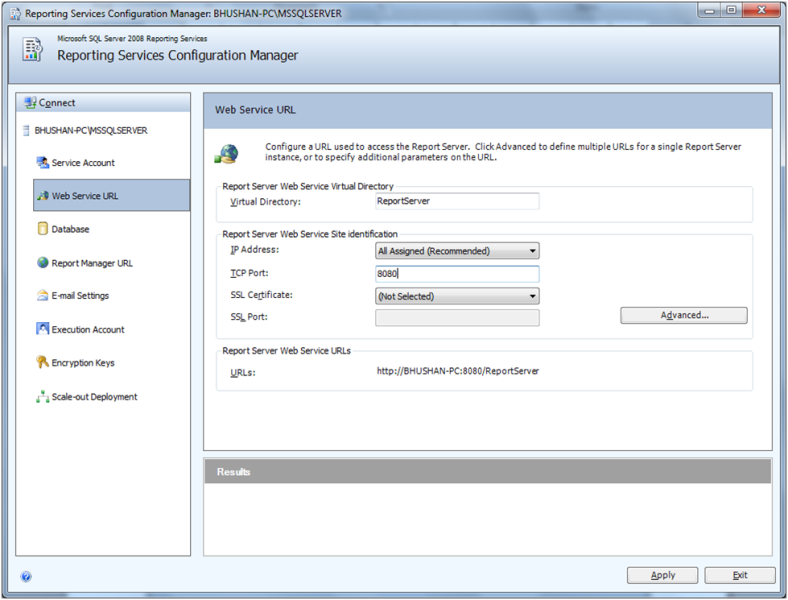 Reporting Services Configuration Manager: BHUSHAN-PC\MSSQLSERVER
Microsoft SQL Server 2008 Reporting Services
Reporting Services Configuration Manager
Connect
BHUSHAN-PC\MSSQLSERVER
Service Account
Web Service URL
Database
Report Manager URL
E-mail Settings
Execution Account
Encryption Keys
Scale-out Deployment
Web Service URL
Configure a URL used to access the Report Server. Click Advanced to define multiple URLs for a single Report Server
instance, or to specify additional parameters on the URL.
Report Server Web Service Virtual Directory
Virtual Directory: ReportServer
Report Server Web Service Site identification
IP Address: All Assigned (Recommended)
TCP Port: 8080
SSL Certificate: (Not Selected)
SSL Port:
Advanced...
Report Server Web Service URLs
URLs: http://BHUSHAN-PC:8080/ReportServer
Results
Apply Exit